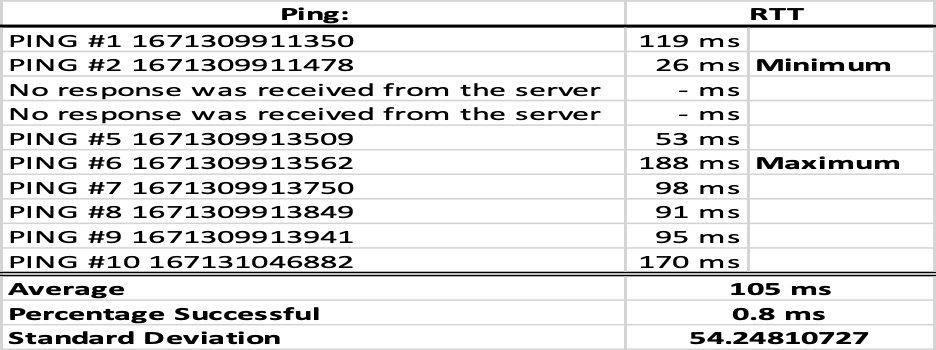 Ping: RTT
PING #1 1671309911350 119 ms
PING #2 1671309911478 26 ms Minimum
No response was received from the server - ms
No response was received from the server - ms
PING #5 1671309913509 53 ms
PING #6 1671309913562 188 ms Maximum
PING #7 1671309913750 98 ms
PING #8 1671309913849 91 ms
PING #9 1671309913941 95 ms
PING #10 167131046882 170 ms
Average 105 ms
Percentage Successful 0.8 ms
Standard Deviation 54.24810727